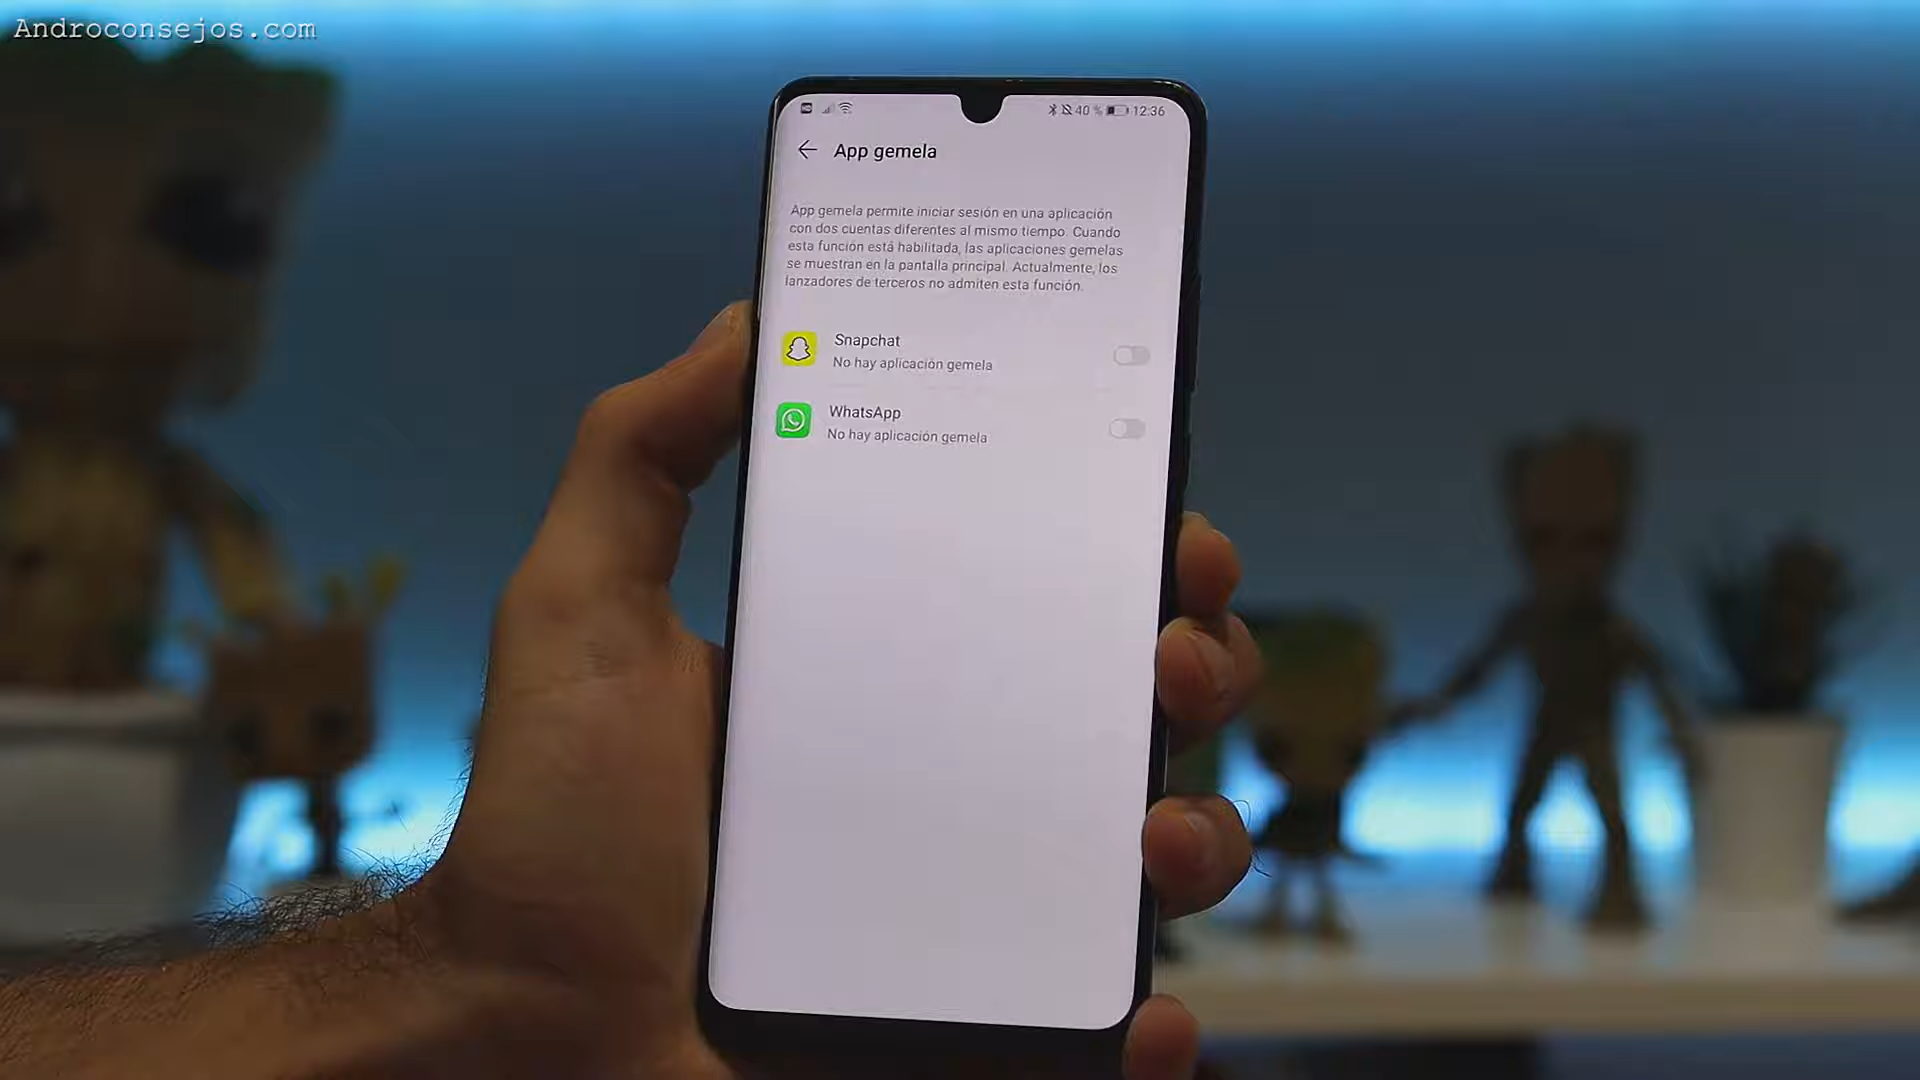 Androconsejos.com
40 % 12:36
App gemela
App gemela permite iniciar sesión en una aplicación
con dos cuentas diferentes al mismo tiempo. Cuando
esta función está habilitada, las aplicaciones gemelas
se muestran en la pantalla principal. Actualmente, los
lanzadores de terceros no admiten esta función.
Snapchat
No hay aplicación gemela
WhatsApp
No hay aplicación gemela